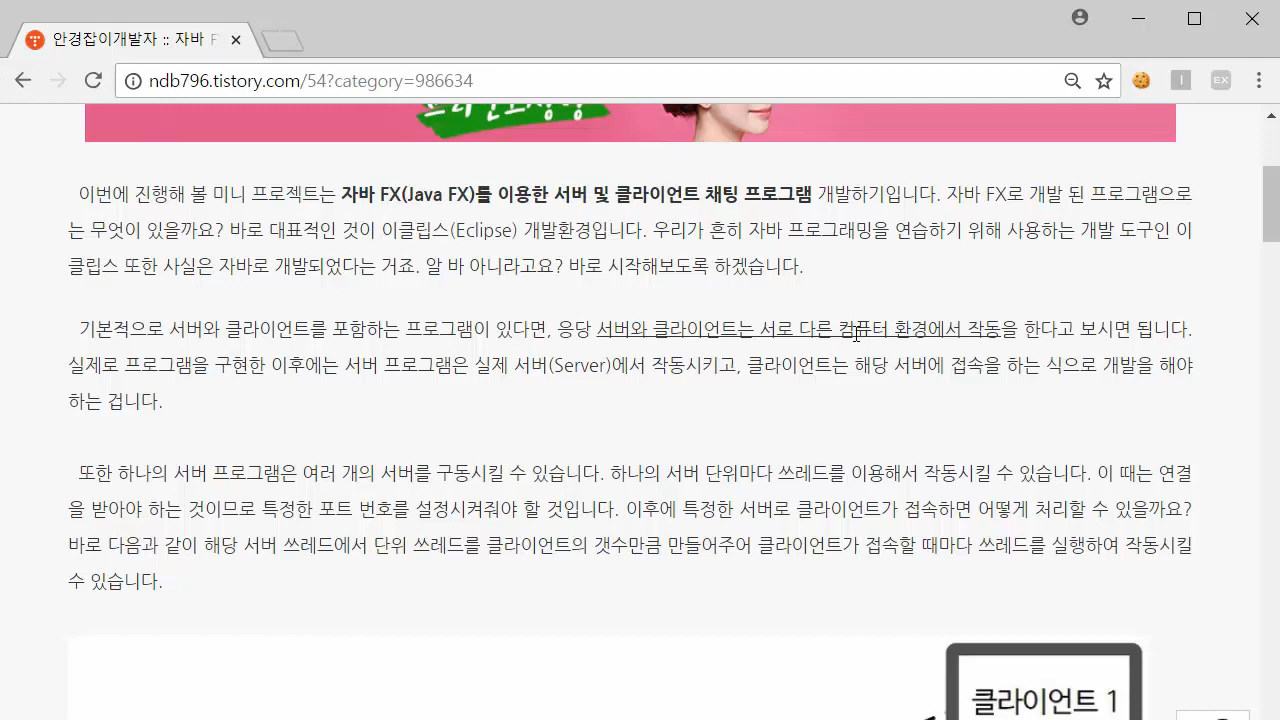 안경잡이개발자 :: 자바 F
ndb796.tistory.com/54?category=986634
EX
이번에 진행해 볼 미니 프로젝트는 자바 FX(Java FX)를 이용한 서버 및 클라이언트 채팅 프로그램 개발하기입니다. 자바 FX로 개발 된 프로그램으로
는 무엇이 있을까요? 바로 대표적인 것이 이클립스(Eclipse) 개발환경입니다. 우리가 흔히 자바 프로그래밍을 연습하기 위해 사용하는 개발 도구인 이
클립스 또한 사실은 자바로 개발되었다는 거죠. 알 바 아니라고요? 바로 시작해보도록 하겠습니다.
기본적으로 서버와 클라이언트를 포함하는 프로그램이 있다면, 응당 서버와 클라이언트는 서로 다른 컴퓨터 환경에서 작동을 한다고 보시면 됩니다.
실제로 프로그램을 구현한 이후에는 서버 프로그램은 실제 서버(Server)에서 작동시키고, 클라이언트는 해당 서버에 접속을 하는 식으로 개발을 해야
하는 겁니다.
또한 하나의 서버 프로그램은 여러 개의 서버를 구동시킬 수 있습니다. 하나의 서버 단위마다 쓰레드를 이용해서 작동시킬 수 있습니다. 이 때는 연결
을 받아야 하는 것이므로 특정한 포트 번호를 설정시켜줘야 할 것입니다. 이후에 특정한 서버로 클라이언트가 접속하면 어떻게 처리할 수 있을까요?
바로 다음과 같이 해당 서버 쓰레드에서 단위 쓰레드를 클라이언트의 갯수만큼 만들어주어 클라이언트가 접속할 때마다 쓰레드를 실행하여 작동시킬
수 있습니다.
클라이언트 1